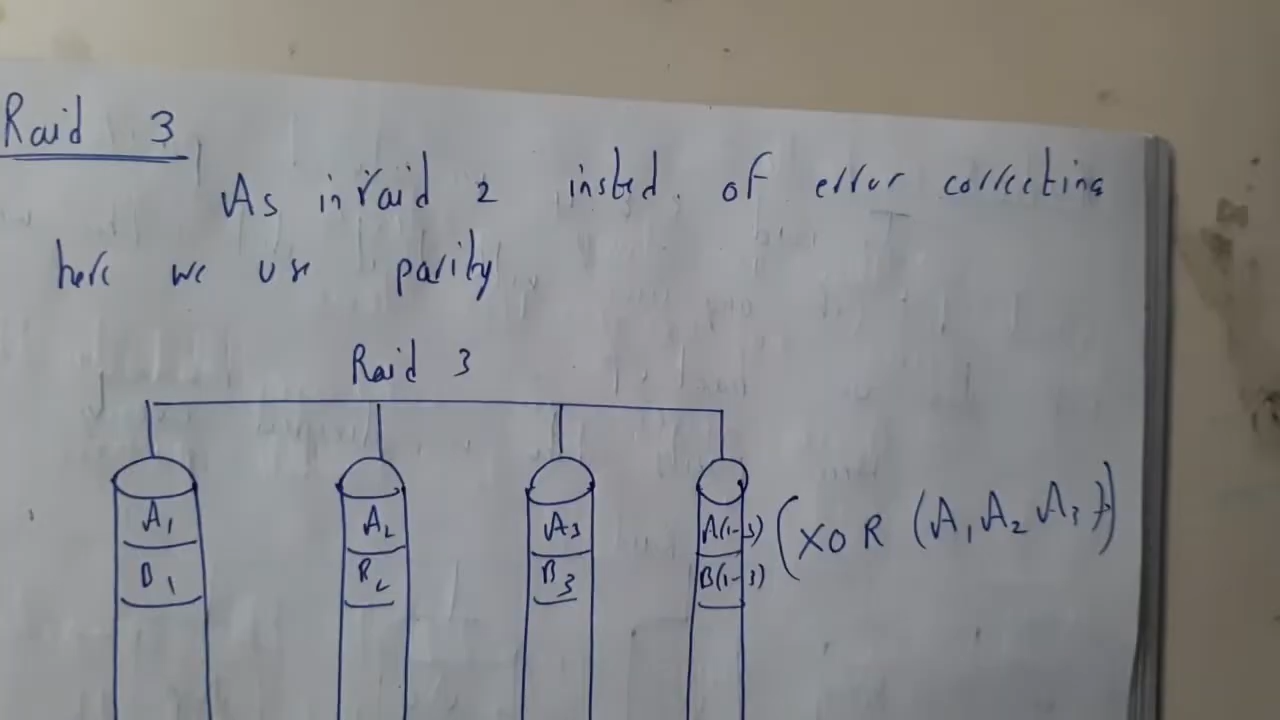 Raid 3
As in raid 2 insted. of error correcting
here we use parity
Raid 3
A1 A2 A3 A(1-3) (XOR (A1 A2 A3))
B1 B2 B3 B(1-3)